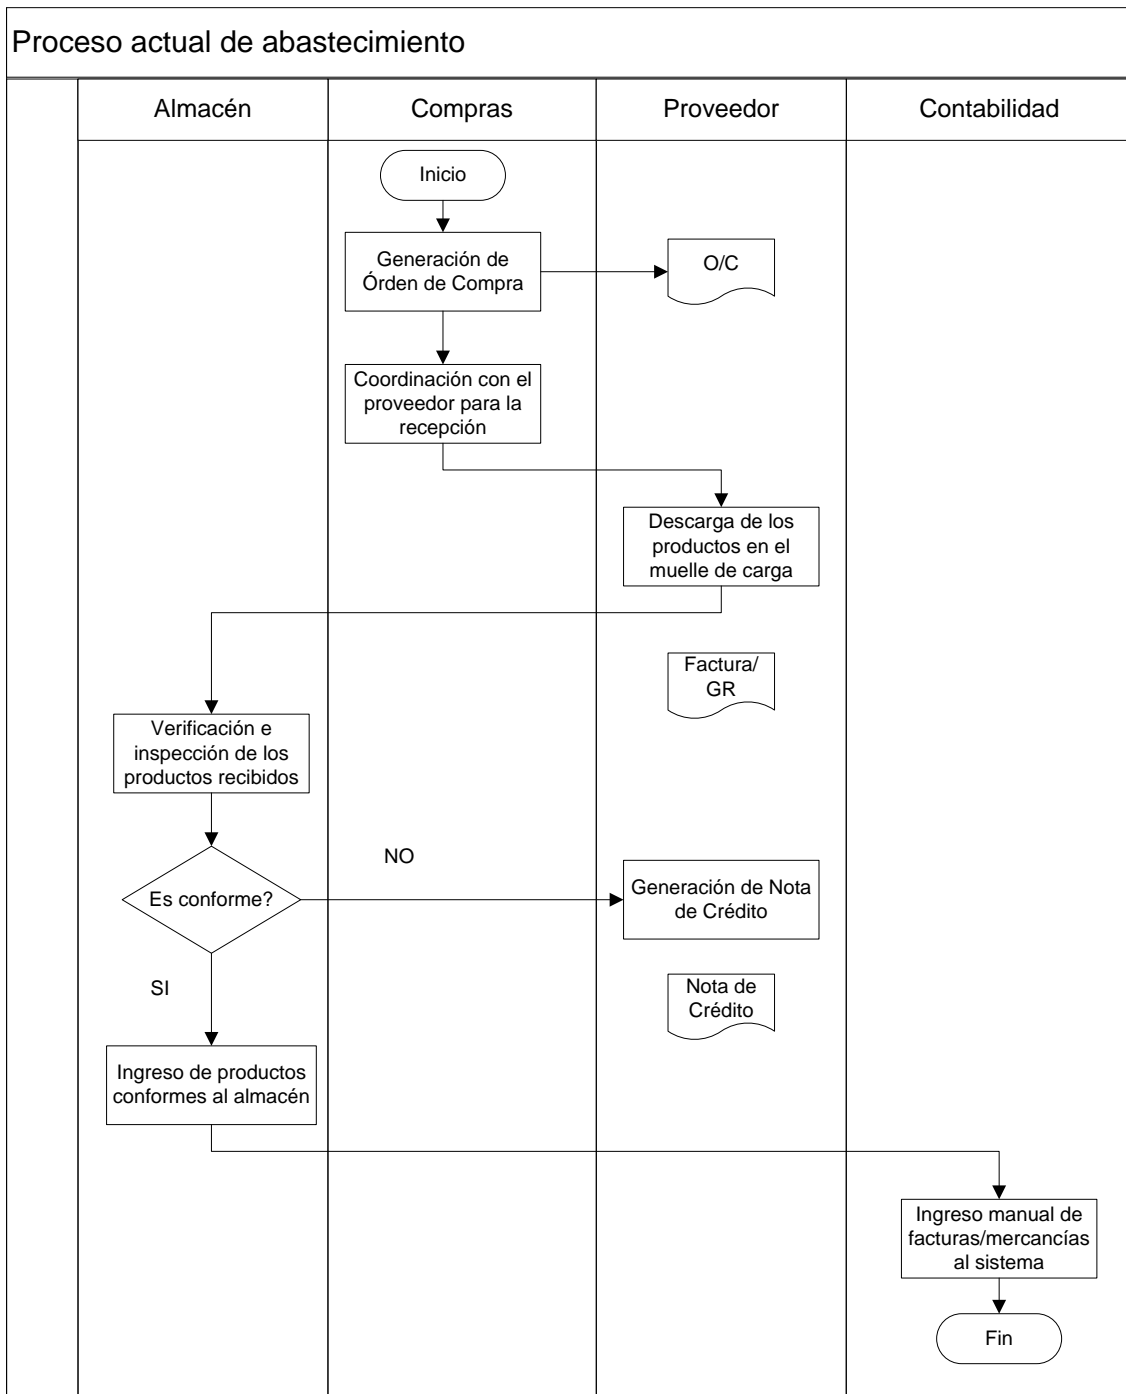 Proceso actual de abastecimiento
Almacén
Compras
Proveedor
Contabilidad
Inicio
Generación de
Órden de Compra
O/C
Coordinación con el
proveedor para la
recepción
Descarga de los
productos en el
muelle de carga
Factura/
GR
Verificación e
inspección de los
productos recibidos
Es conforme?
NO
Generación de Nota
de Crédito
SI
Nota de
Crédito
Ingreso de productos
conformes al almacén
Ingreso manual de
facturas/mercancías
al sistema
Fin